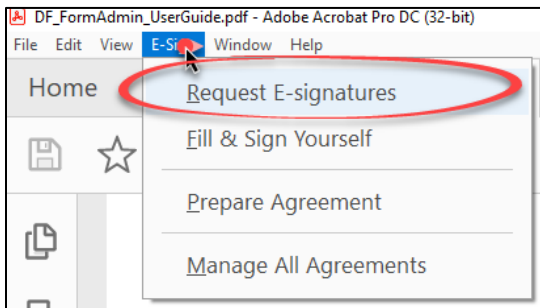 DF_FormAdmin_UserGuide.pdf - Adobe Acrobat Pro DC (32-bit)
File Edit View E-Sign Window Help
Home
Request E-signatures
Fill & Sign Yourself
Prepare Agreement
Manage All Agreements